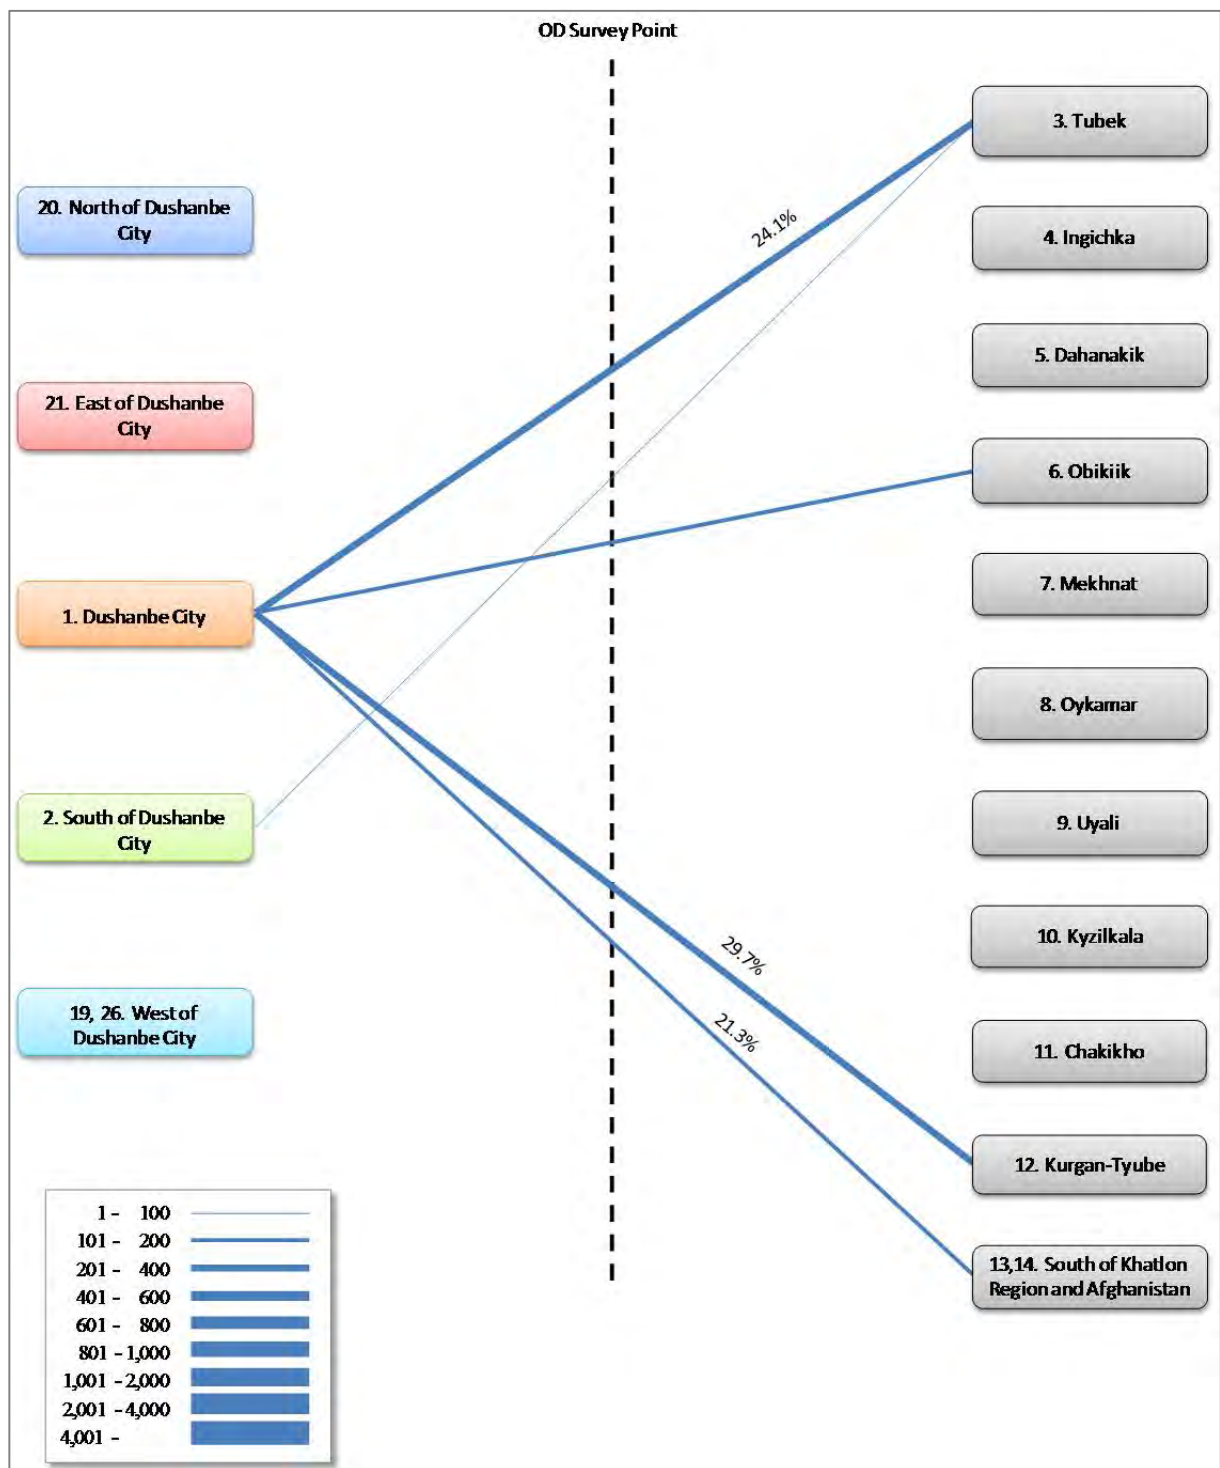 OD Survey Point
20. North of Dushanbe
City
21. East of Dushanbe
City
1. Dushanbe City
2. South of Dushanbe
City
19, 26. West of
Dushanbe City
24.1%
29.7%
21.3%
3. Tubek
4. Ingichka
5. Dahanakik
6. Obikiik
7. Mekhnat
8. Oykamar
9. Uyali
10. Kyzilkala
11. Chakikho
12. Kurgan-Tyube
13,14. South of Khatlon
Region and Afghanistan
1 - 100
101 - 200
201 - 400
401 - 600
601 - 800
801 - 1,000
1,001 - 2,000
2,001 - 4,000
4,001 -